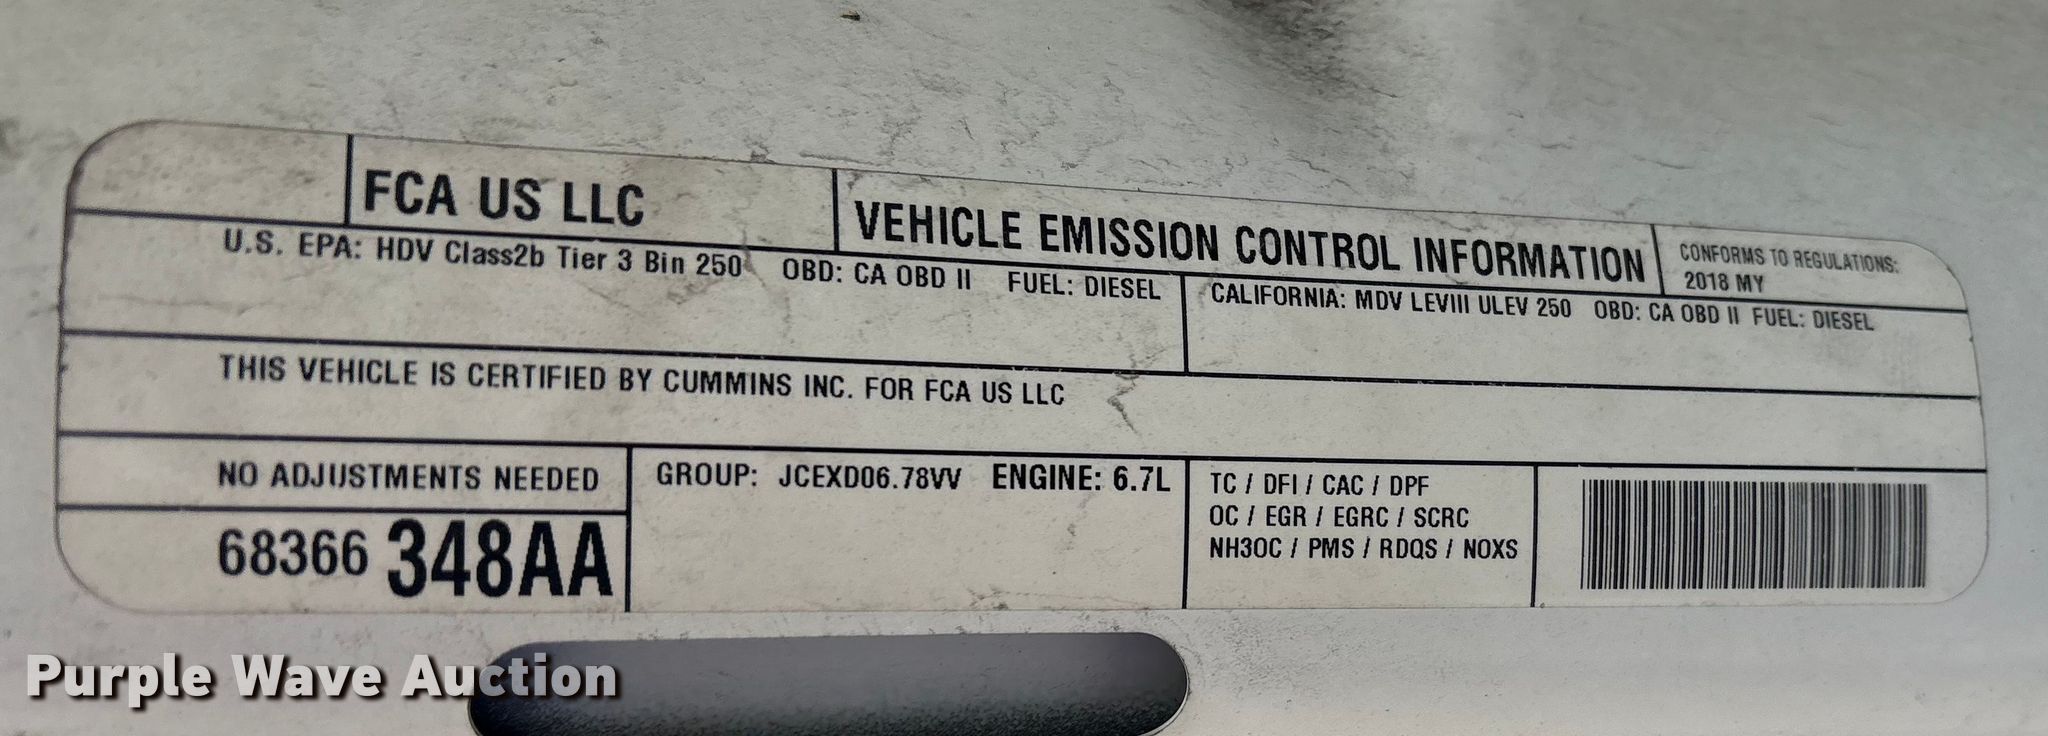 FCA US LLC
VEHICLE EMISSION CONTROL INFORMATION
CONFORMS TO REGULATIONS:
2018 MY
U.S. EPA: HDV Class2b Tier 3 Bin 250 OBD: CA OBD II FUEL: DIESEL
CALIFORNIA: MDV LEVIII ULEV 250 OBD: CA OBD II FUEL: DIESEL
THIS VEHICLE IS CERTIFIED BY CUMMINS INC. FOR FCA US LLC
NO ADJUSTMENTS NEEDED
68366 348AA
GROUP: JCEXD06.78VV ENGINE: 6.7L
TC / DFI / CAC / DPF
OC / EGR / EGRC / SCRC
NH3OC / PMS / RDQS / NOXS
Purple Wave Auction